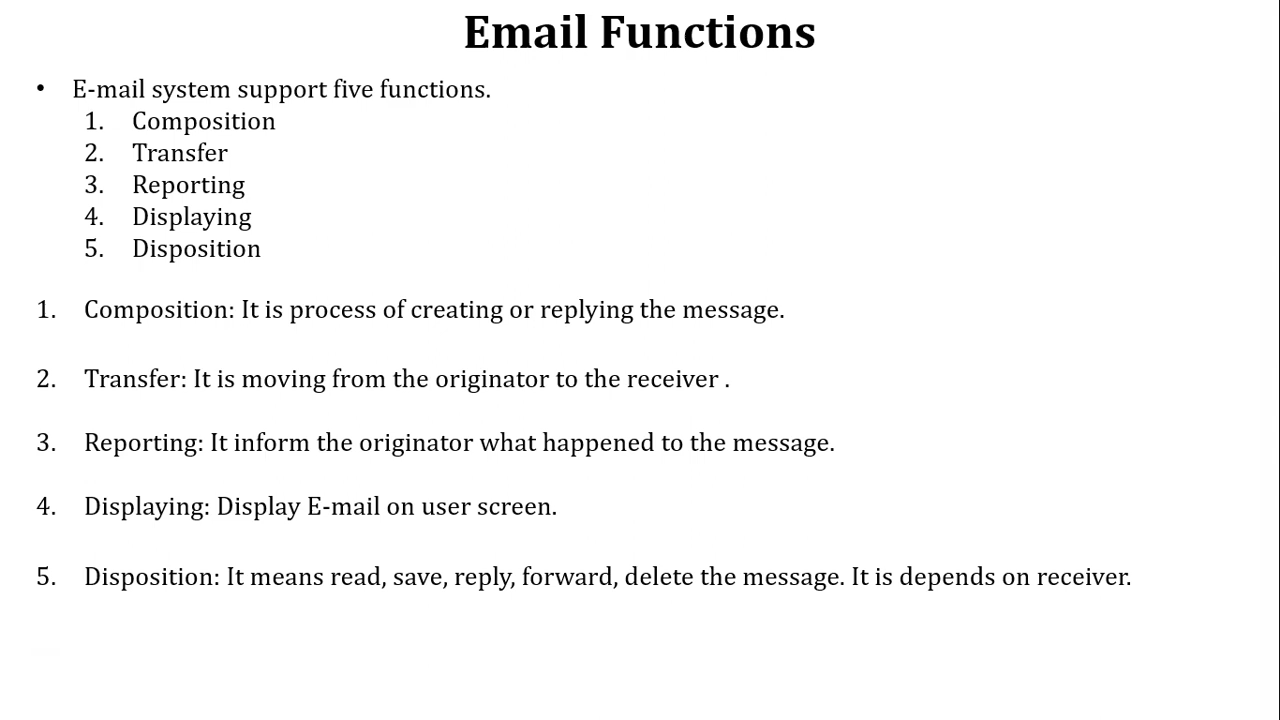 Email Functions
• E-mail system support five functions.
1. Composition
2. Transfer
3. Reporting
4. Displaying
5. Disposition
1. Composition: It is process of creating or replying the message.
2. Transfer: It is moving from the originator to the receiver .
3. Reporting: It inform the originator what happened to the message.
4. Displaying: Display E-mail on user screen.
5. Disposition: It means read, save, reply, forward, delete the message. It is depends on receiver.